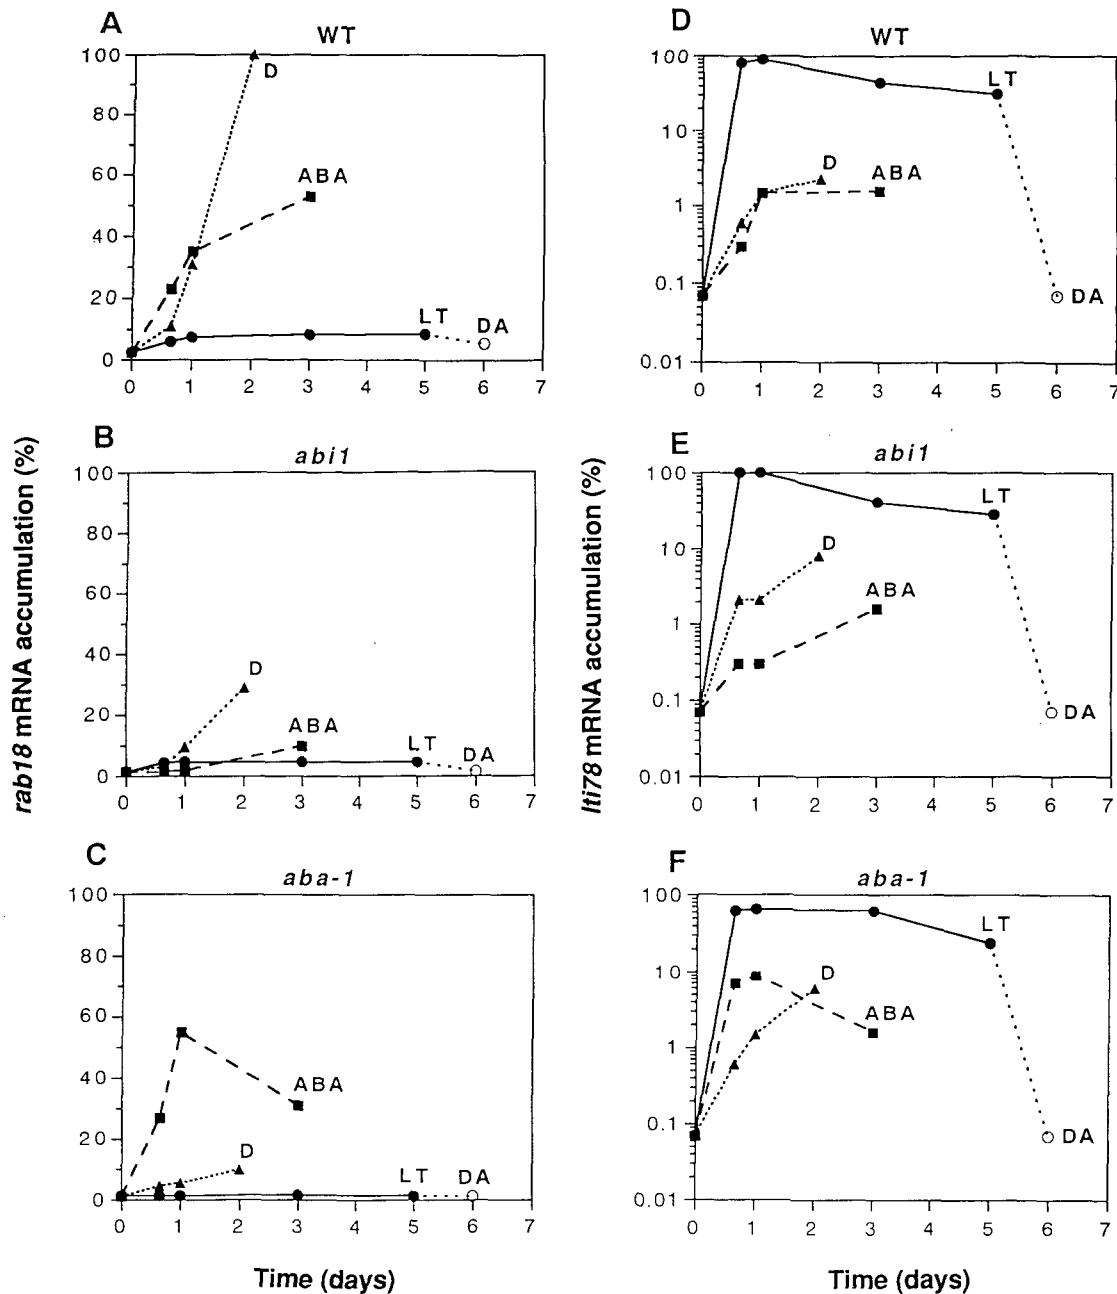 A
WT
100
80
60
40
20
0
D
ABA
LT
DA
0 1 2 3 4 5 6 7
B
abi1
100
80
60
40
20
0
D
ABA
LT
DA
0 1 2 3 4 5 6 7
C
aba-1
100
80
60
40
20
0
ABA
D
LT
DA
0 1 2 3 4 5 6 7
rab18 mRNA accumulation (%)
Time (days)
D
WT
100
10
1
0.1
0.01
LT
D
ABA
DA
0 1 2 3 4 5 6 7
E
abi1
100
10
1
0.1
0.01
LT
D
ABA
DA
0 1 2 3 4 5 6 7
F
aba-1
100
10
1
0.1
0.01
LT
D
ABA
DA
0 1 2 3 4 5 6 7
lti78 mRNA accumulation (%)
Time (days)